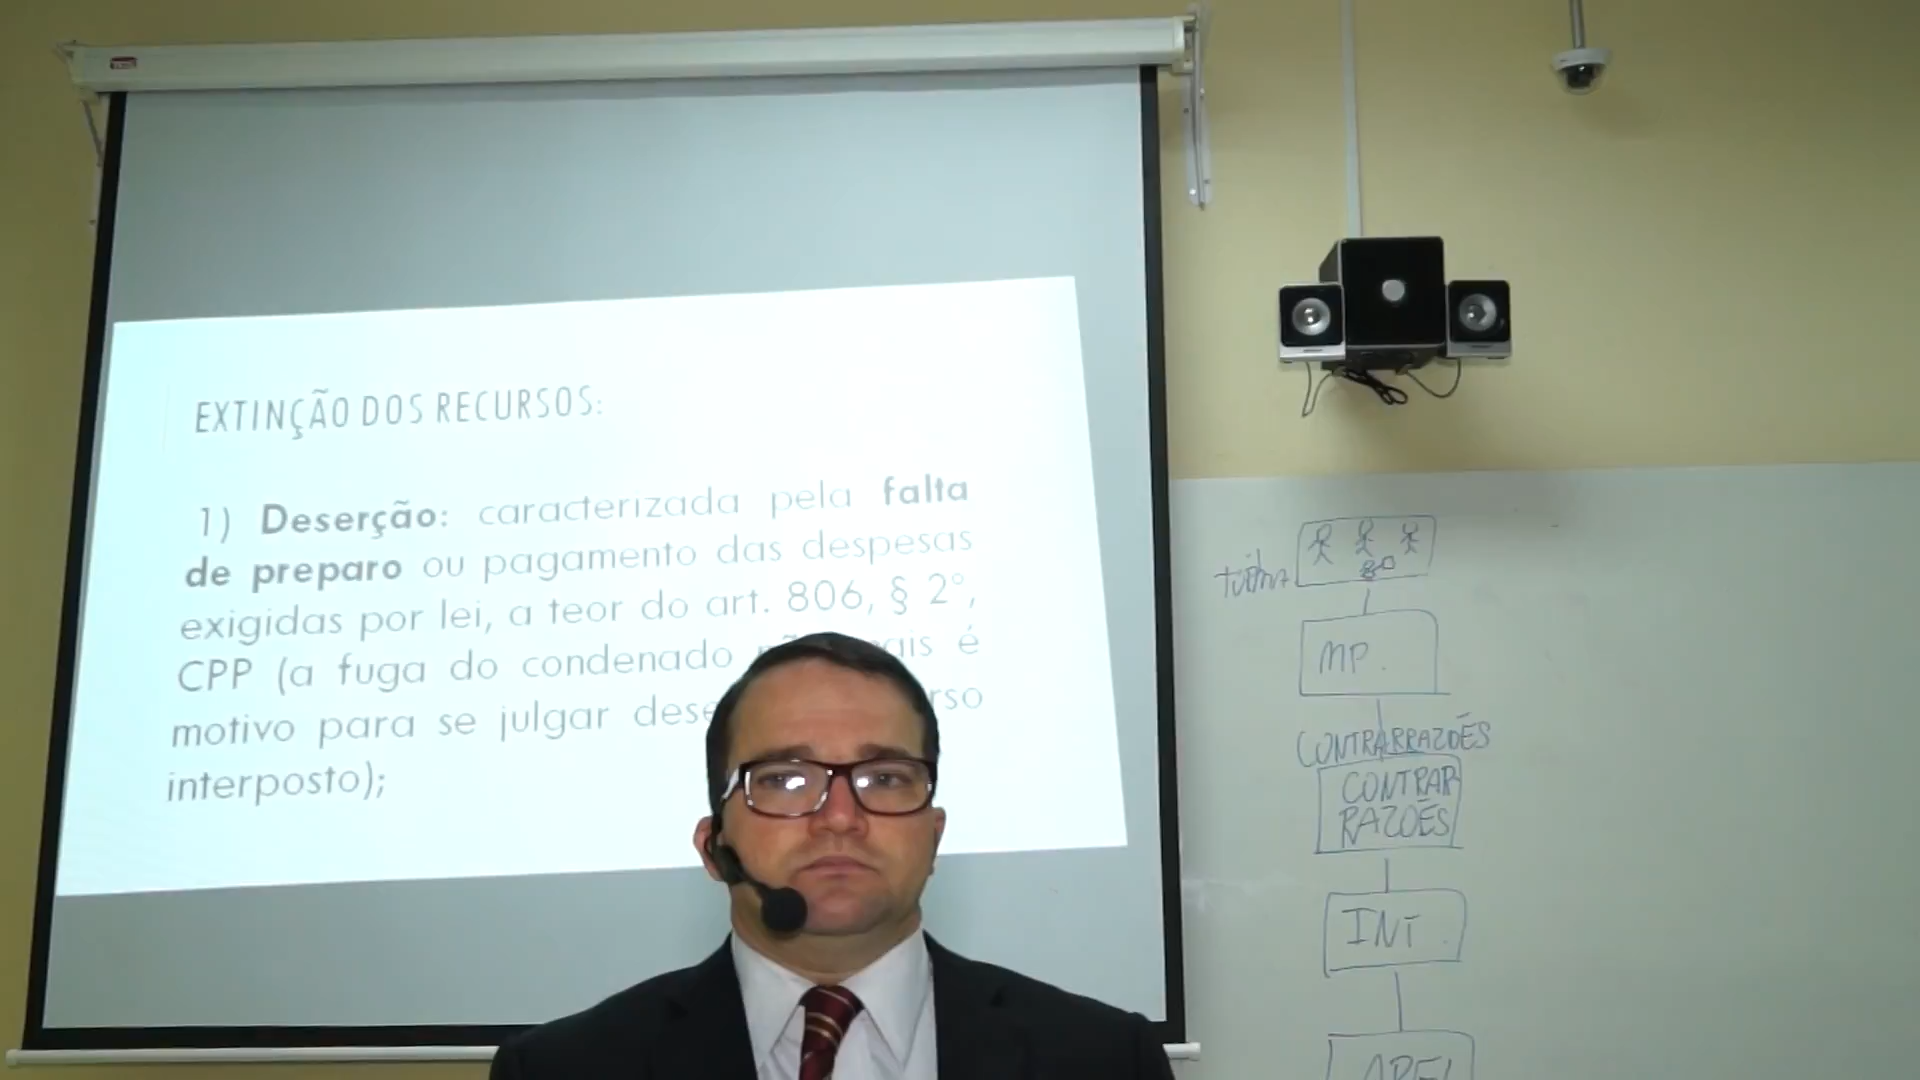 EXTINÇÃO DOS RECURSOS:
1) Deserção: caracterizada pela falta
de preparo ou pagamento das despesas
exigidas por lei, a teor do art. 806, § 2º,
CPP (a fuga do condenado é
motivo para se julgar
interposto);
MP.
CONTRARRAZÕES
CONTRAR
RAZÕES
INT.